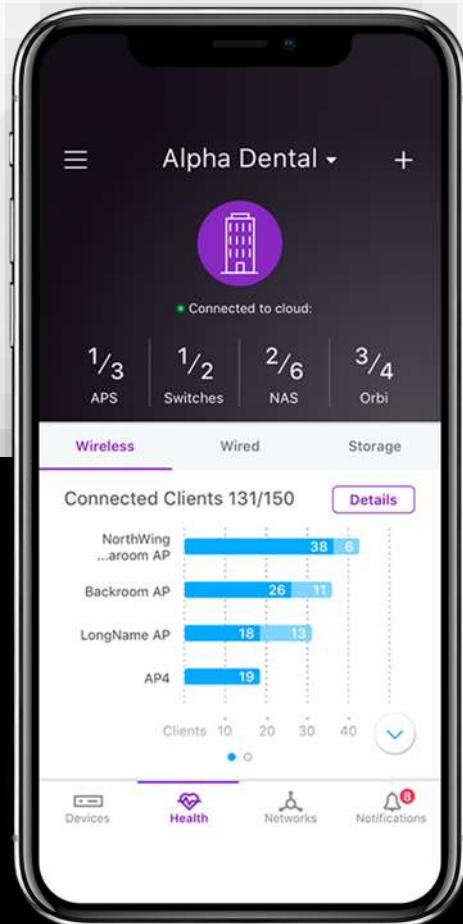 Alpha Dental
Connected to cloud:
1/3 1/2 2/6 3/4
APS Switches NAS Orbi
Wireless Wired Storage
Connected Clients 131/150 Details
NorthWing
...aroom AP 38 6
Backroom AP 26 11
LongName AP 18 13
AP4 19
Clients 10 20 30 40
8
Devices Health Networks Notifications